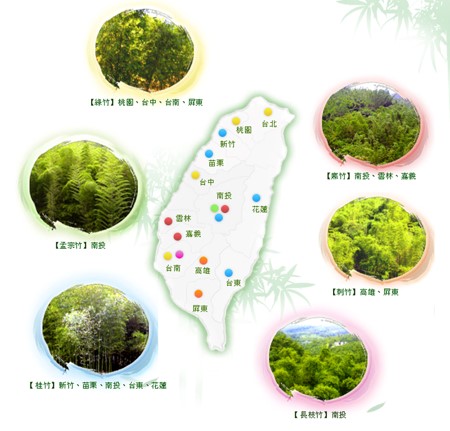 【綠竹】桃園、台中、台南、屏東
台北
桃園
新竹
苗栗
台中
南投
花蓮
雲林
嘉義
台南
高雄
台東
屏東
【麻竹】南投、雲林、嘉義
【孟宗竹】南投
【刺竹】高雄、屏東
【桂竹】新竹、苗栗、南投、台東、花蓮
【長枝竹】南投